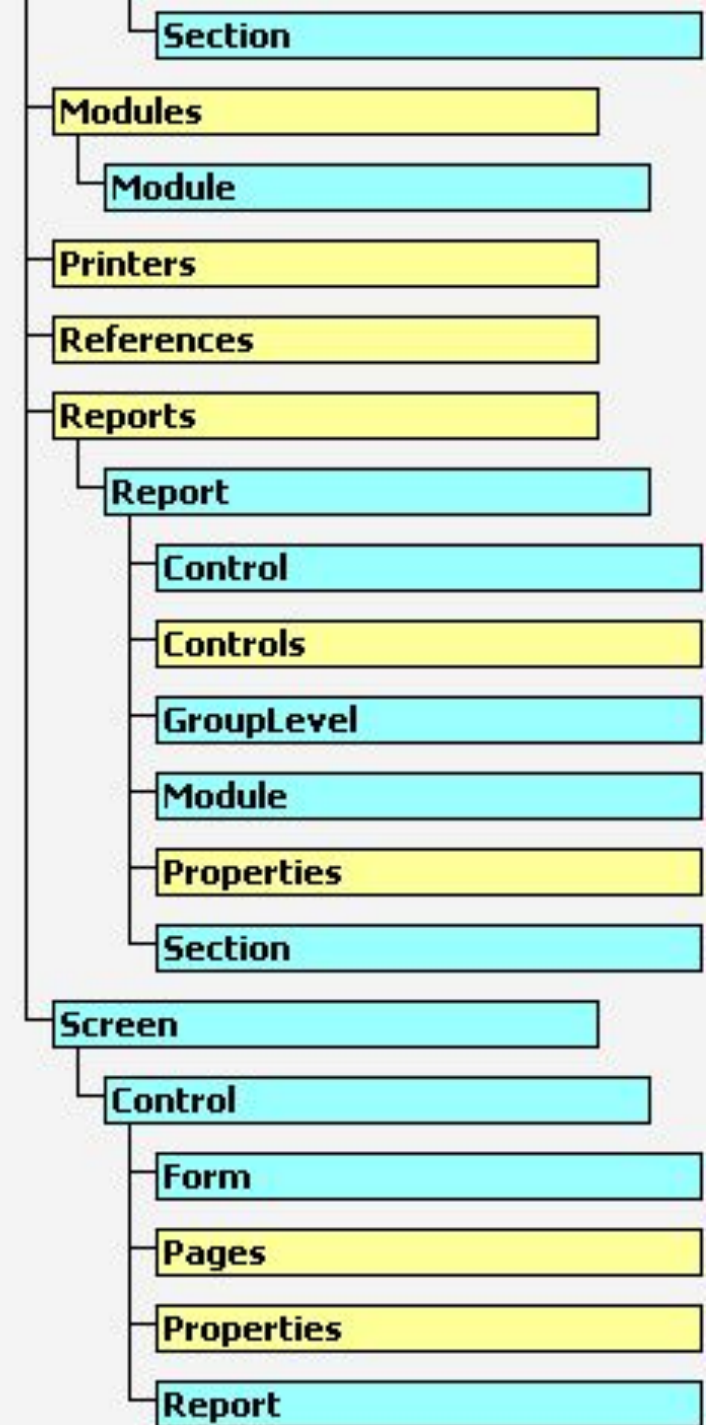 Section
Modules
Module
Printers
References
Reports
Report
Control
Controls
GroupLevel
Module
Properties
Section
Screen
Control
Form
Pages
Properties
Report